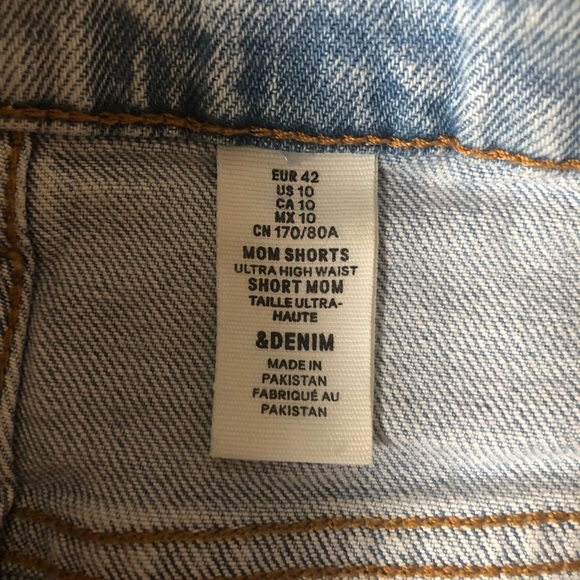 EUR 42
US 10
CA 10
MX 10
CN 170/80A
MOM SHORTS
ULTRA HIGH WAIST
SHORT MOM
TAILLE ULTRA-
HAUTE
&DENIM
MADE IN
PAKISTAN
FABRIQUÉ AU
PAKISTAN